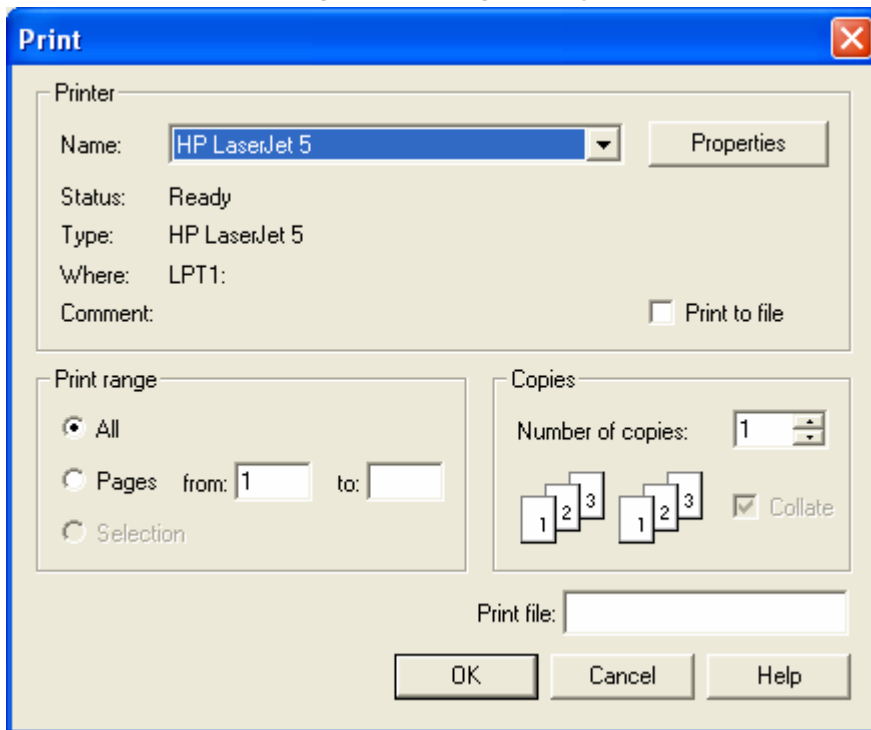 Print
Printer
Name: HP LaserJet 5 Properties
Status: Ready
Type: HP LaserJet 5
Where: LPT1:
Comment: Print to file
Print range
All
Pages from: 1 to:
Selection
Copies
Number of copies: 1
1 2 3 1 2 3 Collate
Print file:
OK Cancel Help